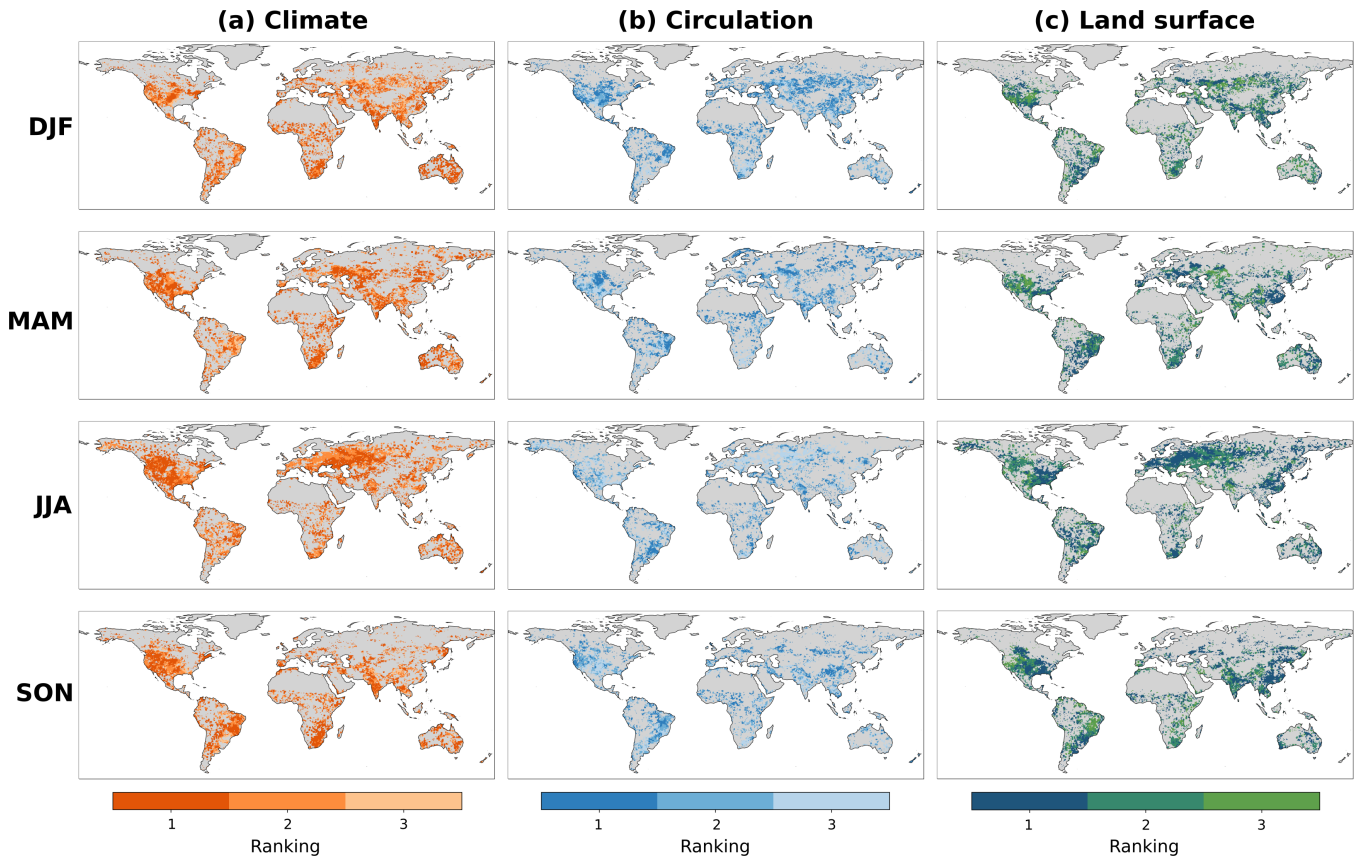 (a) Climate (b) Circulation (c) Land surface
DJF
MAM
JJA
SON
1 2 3 1 2 3 1 2 3
Ranking Ranking Ranking